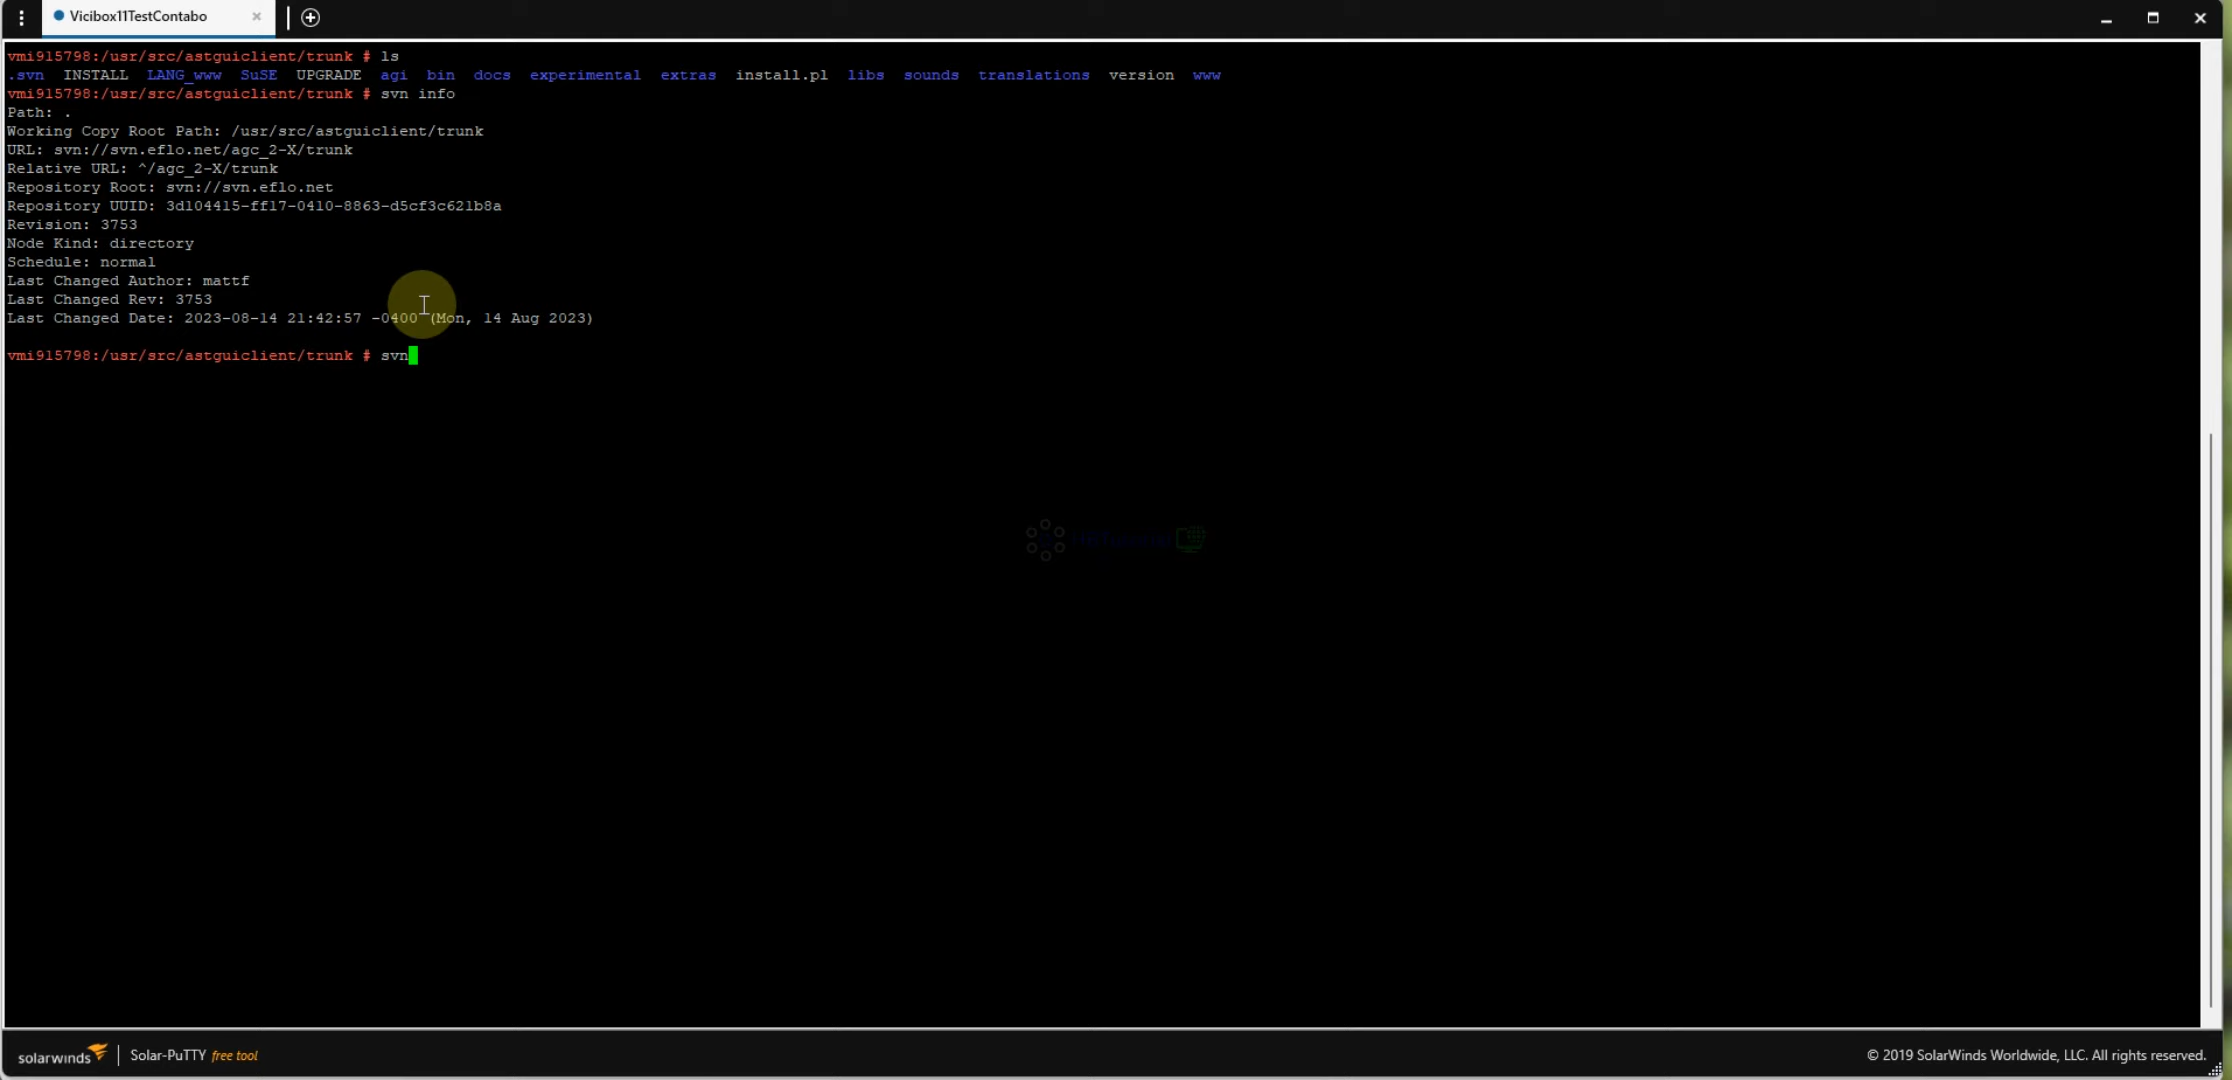 Vicibox11TestContabo
vmi915798:/usr/src/astguiclient/trunk # ls
.svn INSTALL LANG_www SuSE UPGRADE agi bin docs experimental extras install.pl libs sounds translations version www
vmi915798:/usr/src/astguiclient/trunk # svn info
Path: .
Working Copy Root Path: /usr/src/astguiclient/trunk
URL: svn://svn.eflo.net/agc_2-X/trunk
Relative URL: ^/agc_2-X/trunk
Repository Root: svn://svn.eflo.net
Repository UUID: 3d104415-ff17-0410-8863-d5cf3c621b8a
Revision: 3753
Node Kind: directory
Schedule: normal
Last Changed Author: mattf
Last Changed Rev: 3753
Last Changed Date: 2023-08-14 21:42:57 -0400 (Mon, 14 Aug 2023)
vmi915798:/usr/src/astguiclient/trunk # svn
solarwinds
Solar-PuTTY free tool
© 2019 SolarWinds Worldwide, LLC. All rights reserved.